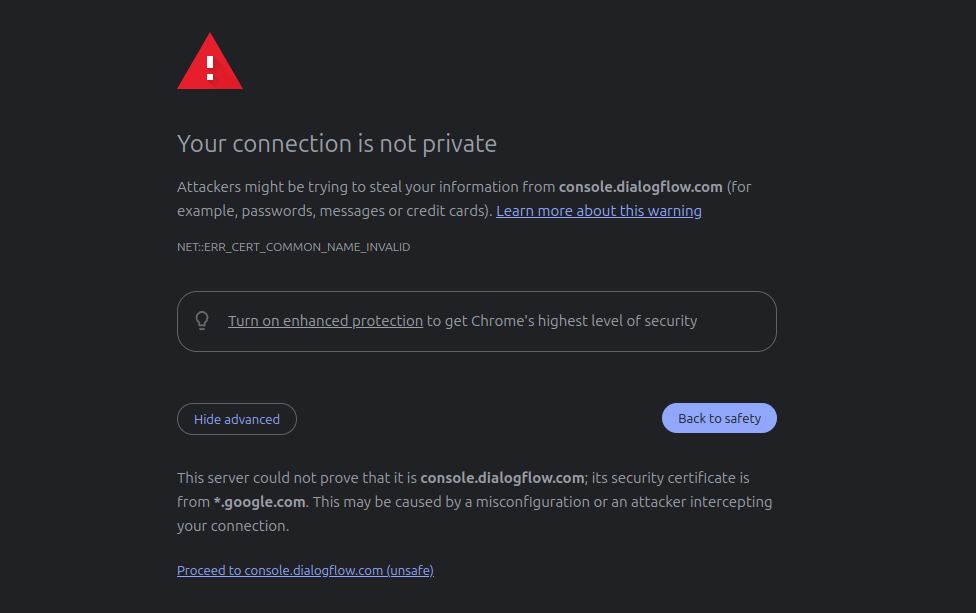 Your connection is not private
Attackers might be trying to steal your information from console.dialogflow.com (for
example, passwords, messages or credit cards). Learn more about this warning
NET::ERR_CERT_COMMON_NAME_INVALID
Turn on enhanced protection to get Chrome's highest level of security
Hide advanced
Back to safety
This server could not prove that it is console.dialogflow.com; its security certificate is
from *.google.com. This may be caused by a misconfiguration or an attacker intercepting
your connection.
Proceed to console.dialogflow.com (unsafe)